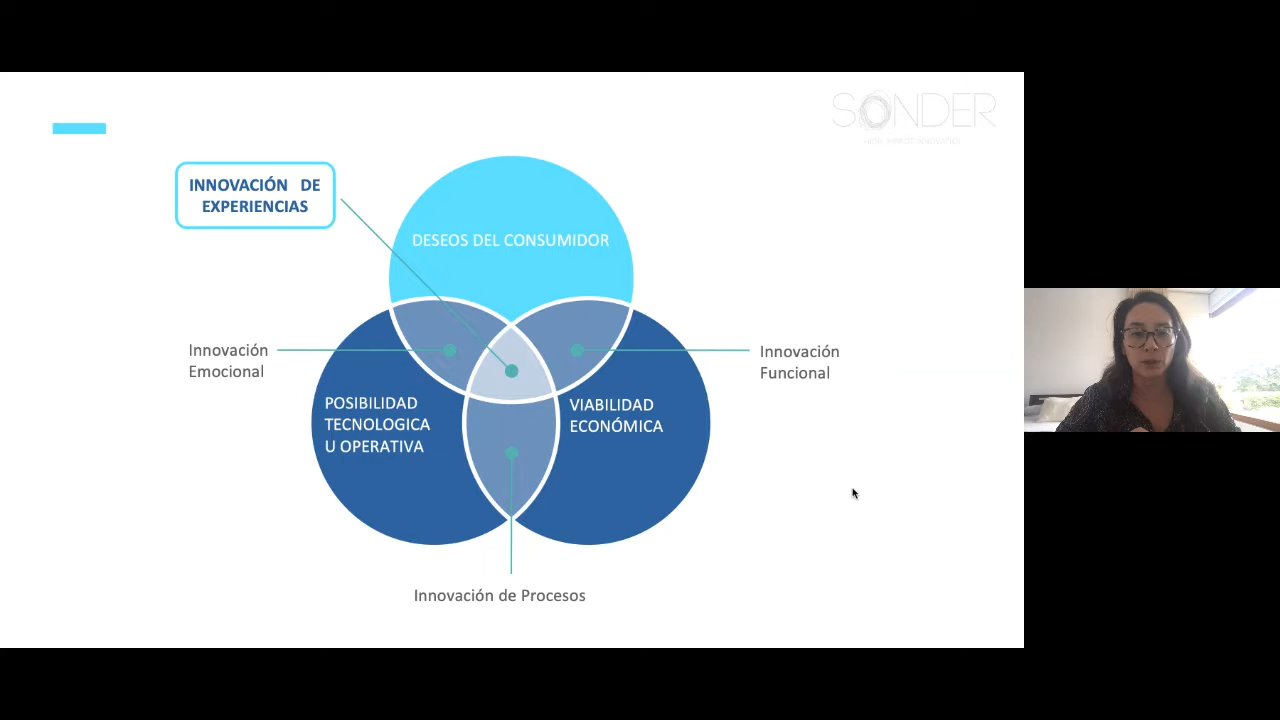 SONDER
INNOVACIÓN DE
EXPERIENCIAS
DESEOS DEL CONSUMIDOR
Innovación
Emocional
Innovación
Funcional
POSIBILIDAD
TECNOLOGICA
U OPERATIVA
VIABILIDAD
ECONÓMICA
Innovación de Procesos